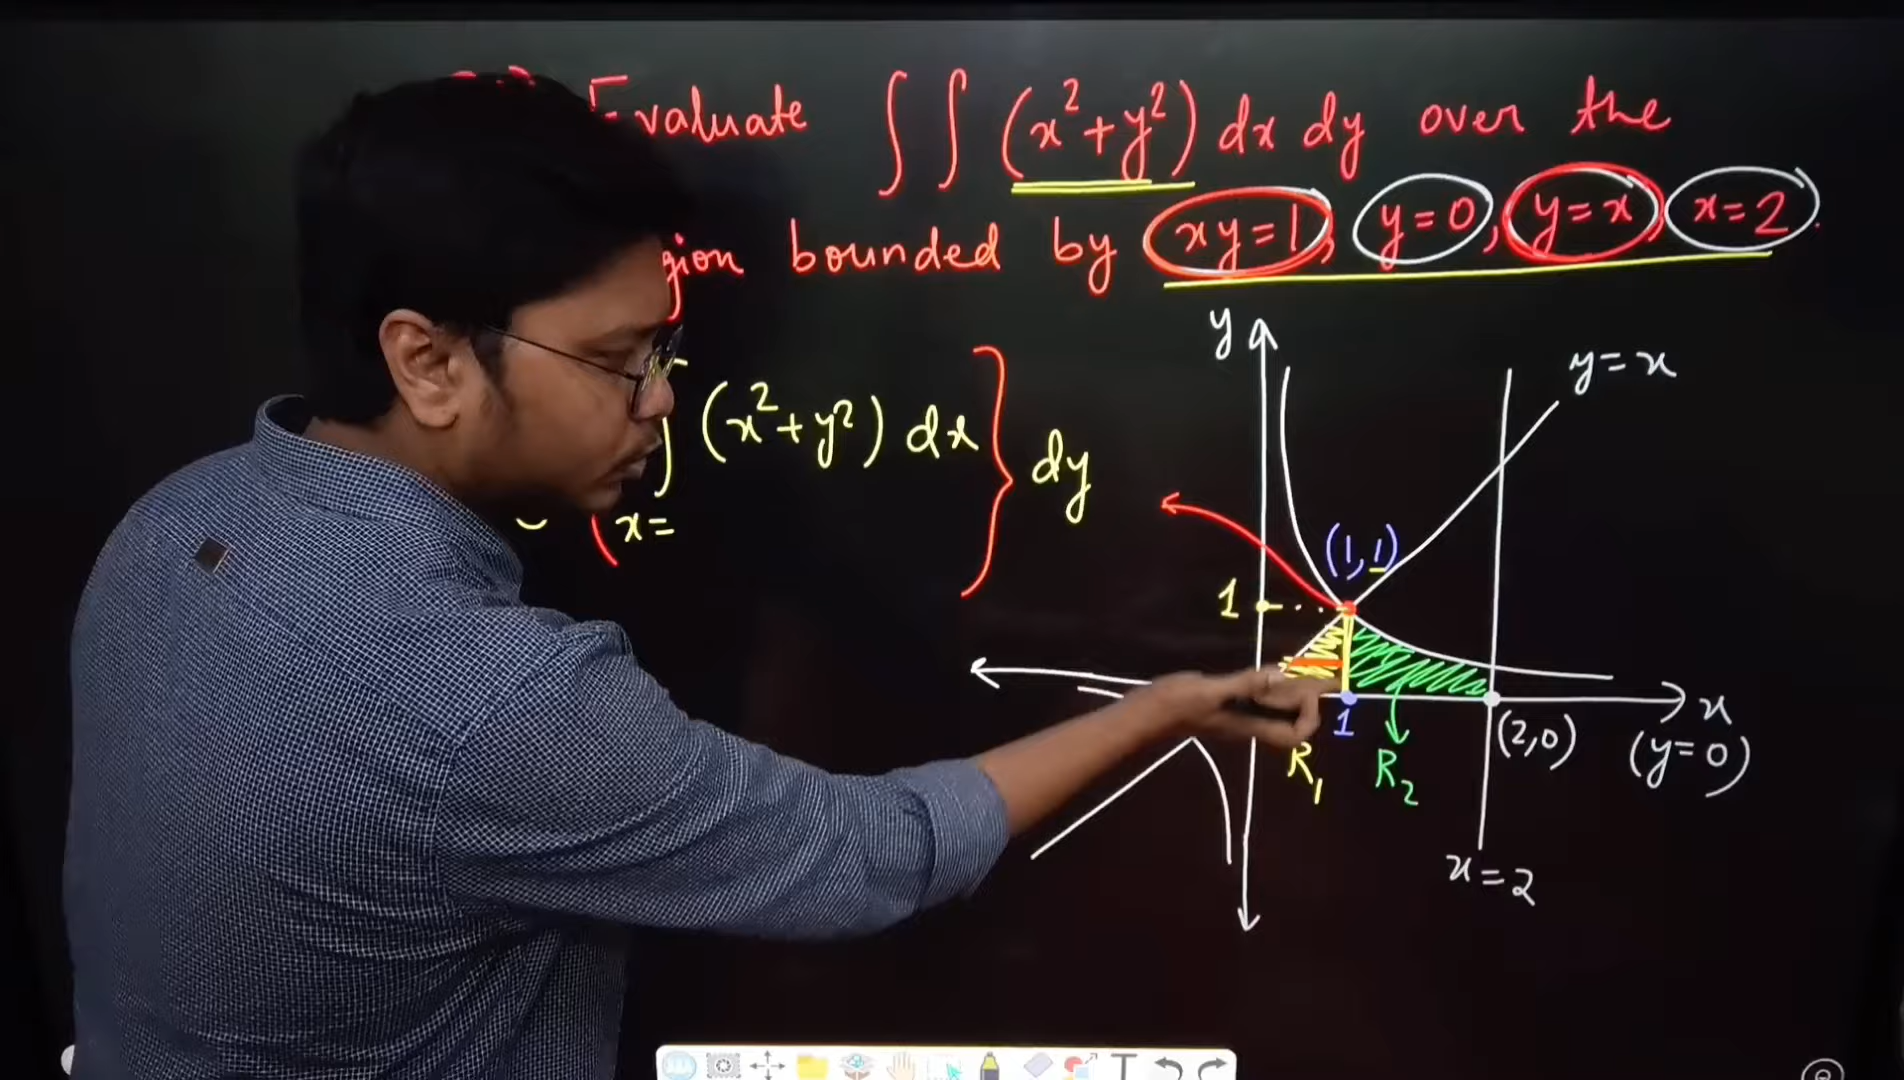 Evaluate ∫∫ (x²+y²) dx dy over the
bounded by xy=1, y=0, y=x, x=2.
∫ (x²+y²) dx } dy
(x=
y
y=x
(1,1)
1
1
x
(y=0)
(2,0)
R₁
R₂
x=2
T